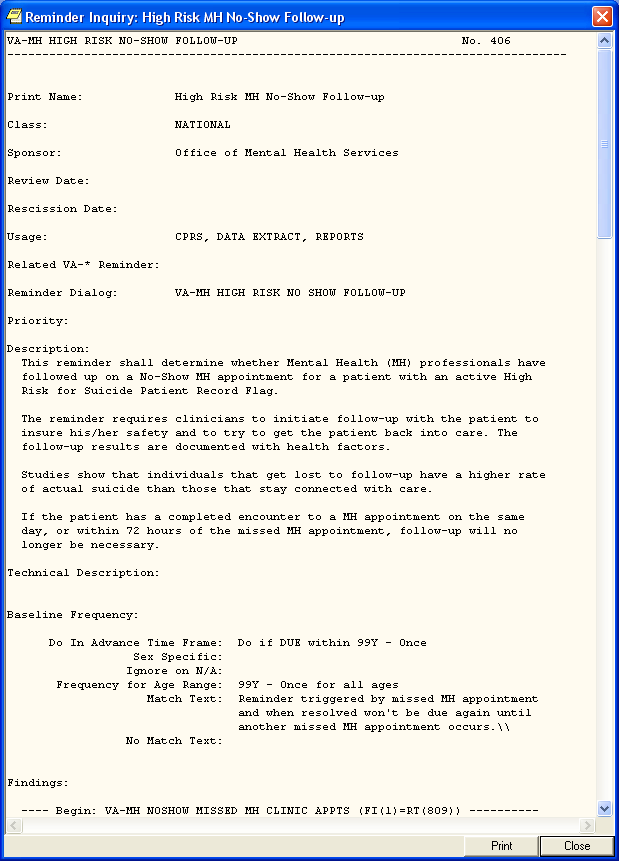 Reminder Inquiry: High Risk MH No-Show Follow-up
VA-MH HIGH RISK NO-SHOW FOLLOW-UP No. 406
--------------------------------------------------------------------------------
Print Name: High Risk MH No-Show Follow-up
Class: NATIONAL
Sponsor: Office of Mental Health Services
Review Date:
Rescission Date:
Usage: CPRS, DATA EXTRACT, REPORTS
Related VA-* Reminder:
Reminder Dialog: VA-MH HIGH RISK NO SHOW FOLLOW-UP
Priority:
Description:
This reminder shall determine whether Mental Health (MH) professionals have
followed up on a No-Show MH appointment for a patient with an active High
Risk for Suicide Patient Record Flag.
The reminder requires clinicians to initiate follow-up with the patient to
insure his/her safety and to try to get the patient back into care. The
follow-up results are documented with health factors.
Studies show that individuals that get lost to follow-up have a higher rate
of actual suicide than those that stay connected with care.
If the patient has a completed encounter to a MH appointment on the same
day, or within 72 hours of the missed MH appointment, follow-up will no
longer be necessary.
Technical Description:
Baseline Frequency:
Do In Advance Time Frame: Do if DUE within 99Y - Once
Sex Specific:
Ignore on N/A:
Frequency for Age Range: 99Y - Once for all ages
Match Text: Reminder triggered by missed MH appointment
and when resolved won't be due again until
another missed MH appointment occurs.\\
No Match Text:
Findings:
---- Begin: VA-MH NOSHOW MISSED MH CLINIC APPTS (FI(1)=RT(809)) ----------
Print Close